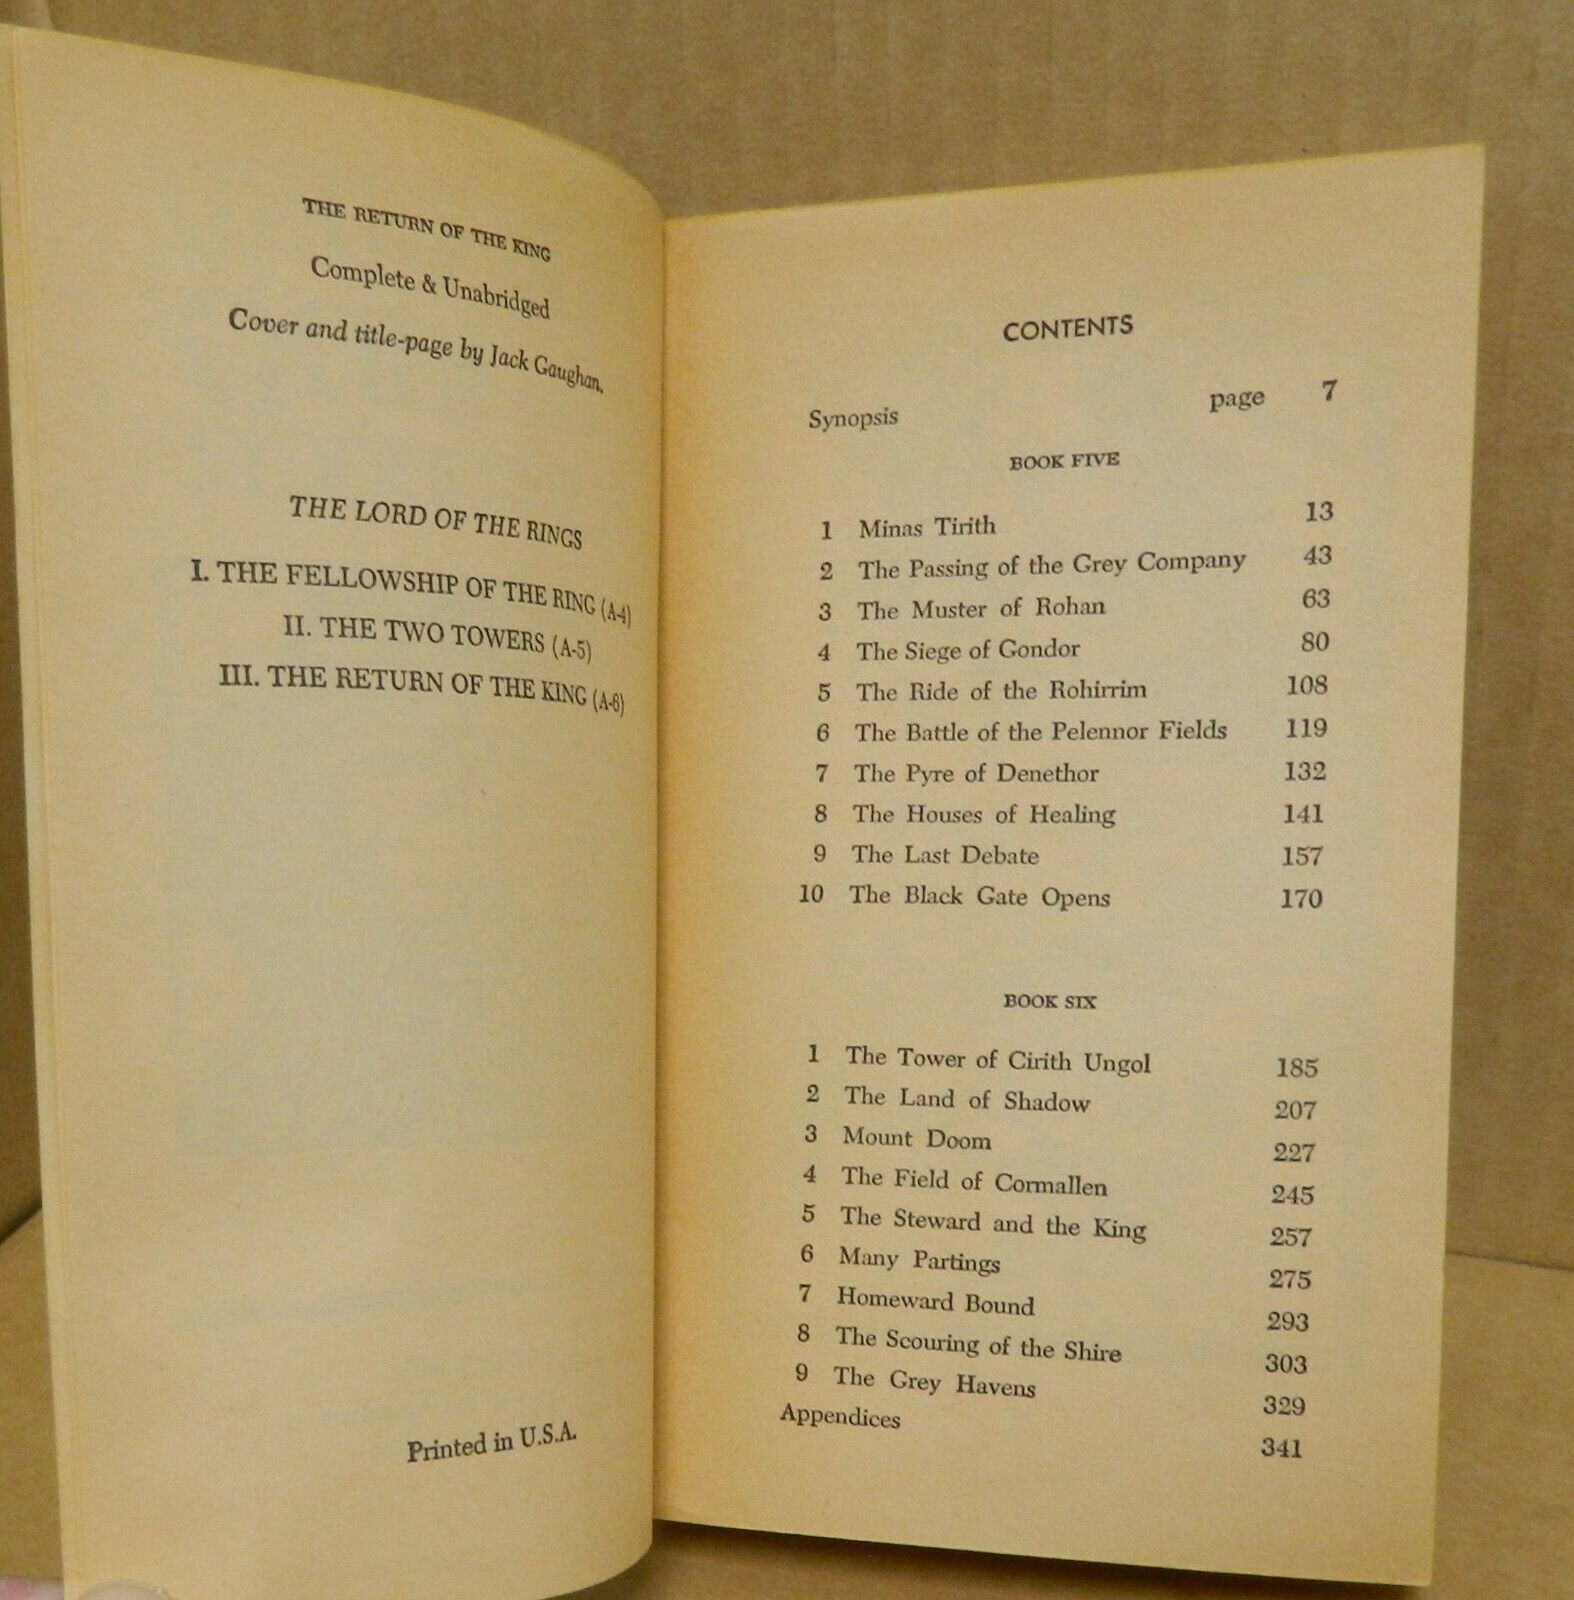 THE RETURN OF THE KING
Complete & Unabridged
Cover and title-page by Jack Gaughan.
THE LORD OF THE RINGS
I. THE FELLOWSHIP OF THE RING (A-4)
II. THE TWO TOWERS (A-5)
III. THE RETURN OF THE KING (A-6)
Printed in U.S.A.
CONTENTS
Synopsis page 7
BOOK FIVE
1 Minas Tirith 13
2 The Passing of the Grey Company 43
3 The Muster of Rohan 63
4 The Siege of Gondor 80
5 The Ride of the Rohirrim 108
6 The Battle of the Pelennor Fields 119
7 The Pyre of Denethor 132
8 The Houses of Healing 141
9 The Last Debate 157
10 The Black Gate Opens 170
BOOK SIX
1 The Tower of Cirith Ungol 185
2 The Land of Shadow 207
3 Mount Doom 227
4 The Field of Cormallen 245
5 The Steward and the King 257
6 Many Partings 275
7 Homeward Bound 293
8 The Scouring of the Shire 303
9 The Grey Havens 329
Appendices 341